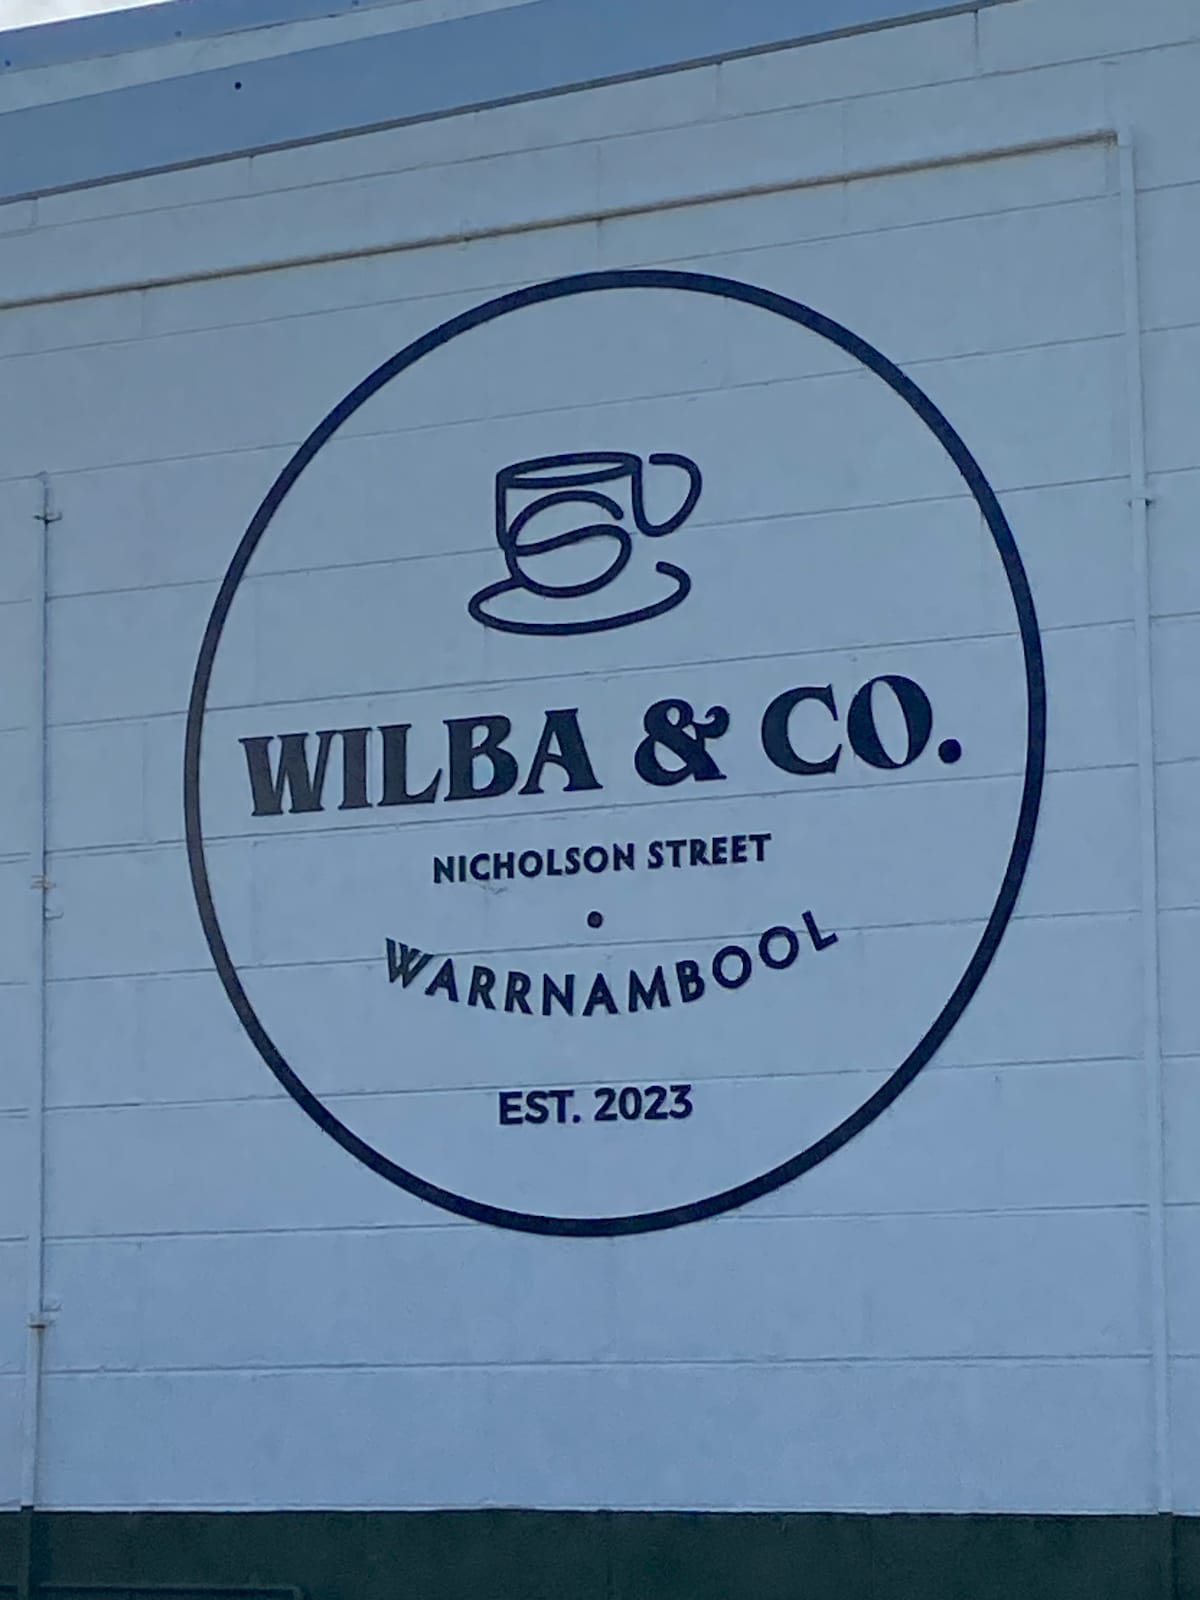 WILBA & CO.
NICHOLSON STREET
•
WARRNAMBOOL
EST. 2023